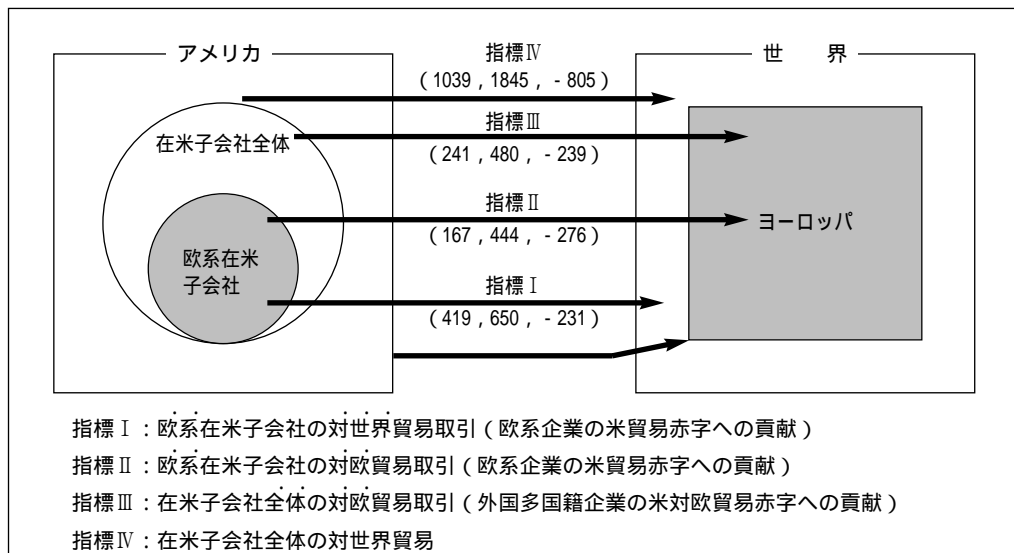 アメリカ
世　　界
指標Ⅳ
(1039 , 1845 , - 805)
在米子会社全体
指標Ⅲ
(241 , 480 , - 239)
指標Ⅱ
(167 , 444 , - 276)
ヨーロッパ
欧系在米
子会社
指標Ⅰ
(419 , 650 , - 231)
指標Ⅰ：欧系在米子会社の対世界貿易取引(欧系企業の米貿易赤字への貢献)
指標Ⅱ：欧系在米子会社の対欧貿易取引(欧系企業の米貿易赤字への貢献)
指標Ⅲ：在米子会社全体の対欧貿易取引(外国多国籍企業の米対欧貿易赤字への貢献)
指標Ⅳ：在米子会社全体の対世界貿易